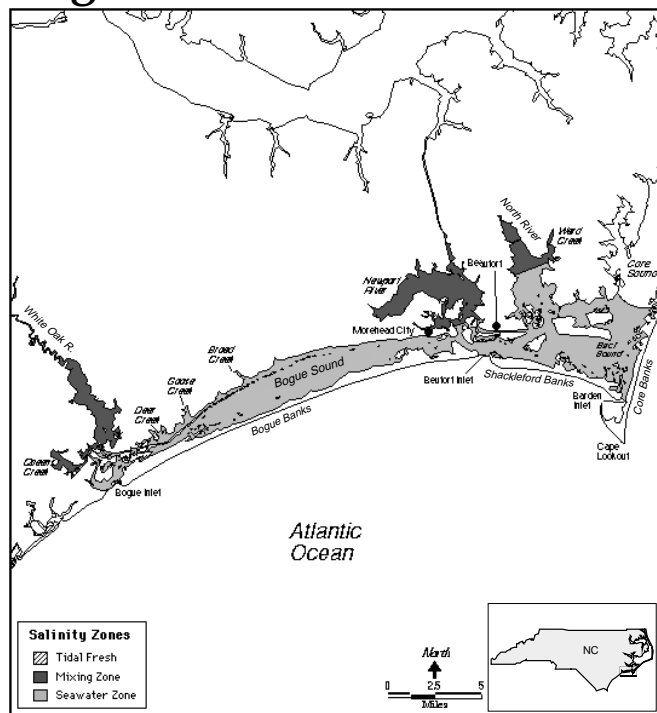 North River
Ward
Creek
Beaufort
Core
Sound
Newport
River
Morehead City
White Oak R.
Broad
Creek
Goose
Creek
Deer
Creek
Bogue Sound
Bogue Banks
Beufort Inlet
Shackleford Banks
Back
Sound
Barden
Inlet
Core Banks
Cape
Lookout
Queen
Creek
Bogue Inlet
Atlantic
Ocean
Salinity Zones
Tidal Fresh
Mixing Zone
Seawater Zone
North
0 2.5 5
Miles
NC